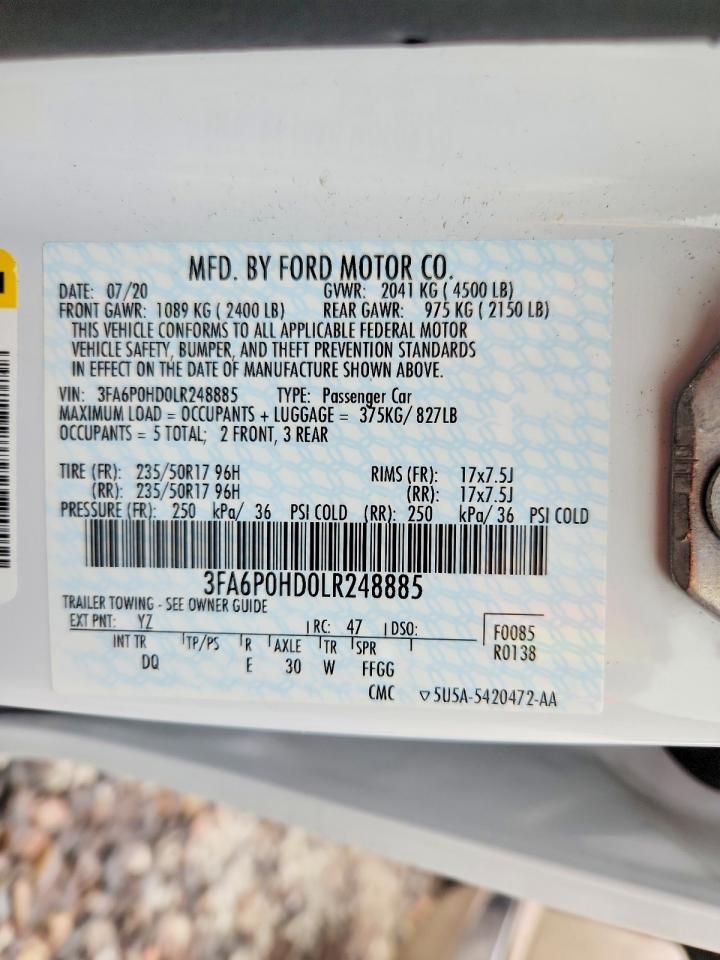 MFD. BY FORD MOTOR CO.
DATE: 07/20 GVWR: 2041 KG ( 4500 LB)
FRONT GAWR: 1089 KG ( 2400 LB) REAR GAWR: 975 KG ( 2150 LB)
THIS VEHICLE CONFORMS TO ALL APPLICABLE FEDERAL MOTOR
VEHICLE SAFETY, BUMPER, AND THEFT PREVENTION STANDARDS
IN EFFECT ON THE DATE OF MANUFACTURE SHOWN ABOVE.
VIN: 3FA6P0HD0LR248885 TYPE: Passenger Car
MAXIMUM LOAD = OCCUPANTS + LUGGAGE = 375KG/ 827LB
OCCUPANTS = 5 TOTAL; 2 FRONT, 3 REAR
TIRE (FR): 235/50R17 96H RIMS (FR): 17x7.5J
(RR): 235/50R17 96H (RR): 17x7.5J
PRESSURE (FR): 250 kPa/ 36 PSI COLD (RR): 250 kPa/ 36 PSI COLD
3FA6P0HD0LR248885
TRAILER TOWING - SEE OWNER GUIDE
EXT PNT: YZ RC: 47 DSO: F0085
INT TR TP/PS R AXLE TR SPR R0138
DQ E 30 W FFGG
CMC ▽5U5A-5420472-AA